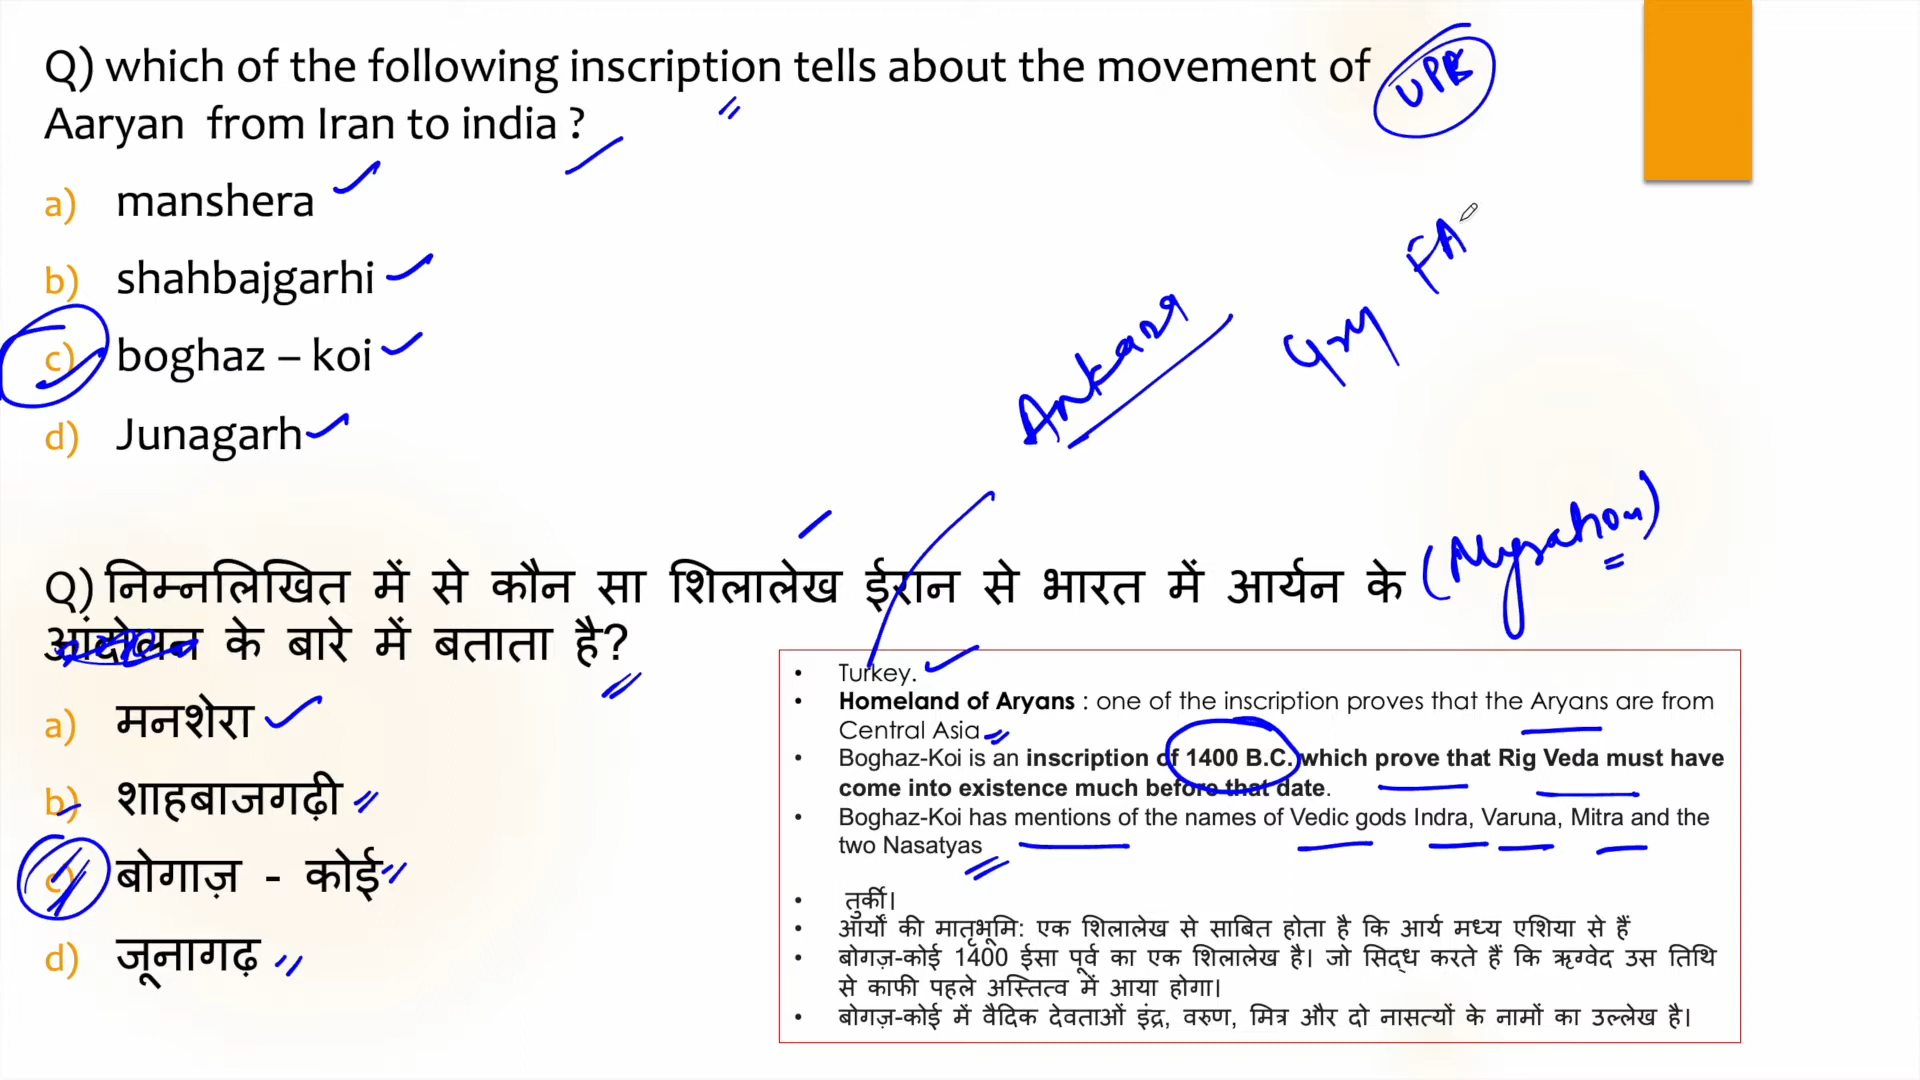 Q) which of the following inscription tells about the movement of
Aaryan from Iran to india ?
UPPSC
a) manshera
b) shahbajgarhi
c) boghaz – koi
d) Junagarh
Ankara
FA
Q) निम्नलिखित में से कौन सा शिलालेख ईरान से भारत में आर्यन के
(Migration)
आंदोलन के बारे में बताता है?
a) मनशेरा
b) शाहबाजगढ़ी
c) बोगाज़ - कोई
d) जूनागढ़
• Turkey.
• Homeland of Aryans : one of the inscription proves that the Aryans are from
Central Asia
• Boghaz-Koi is an inscription of 1400 B.C. which prove that Rig Veda must have
come into existence much before that date.
• Boghaz-Koi has mentions of the names of Vedic gods Indra, Varuna, Mitra and the
two Nasatyas
• तुर्की।
• आर्यों की मातृभूमि: एक शिलालेख से साबित होता है कि आर्य मध्य एशिया से हैं
• बोगज़-कोई 1400 ईसा पूर्व का एक शिलालेख है। जो सिद्ध करते हैं कि ऋग्वेद उस तिथि
से काफी पहले अस्तित्व में आया होगा।
• बोगज़-कोई में वैदिक देवताओं इंद्र, वरुण, मित्र और दो नासत्यों के नामों का उल्लेख है।